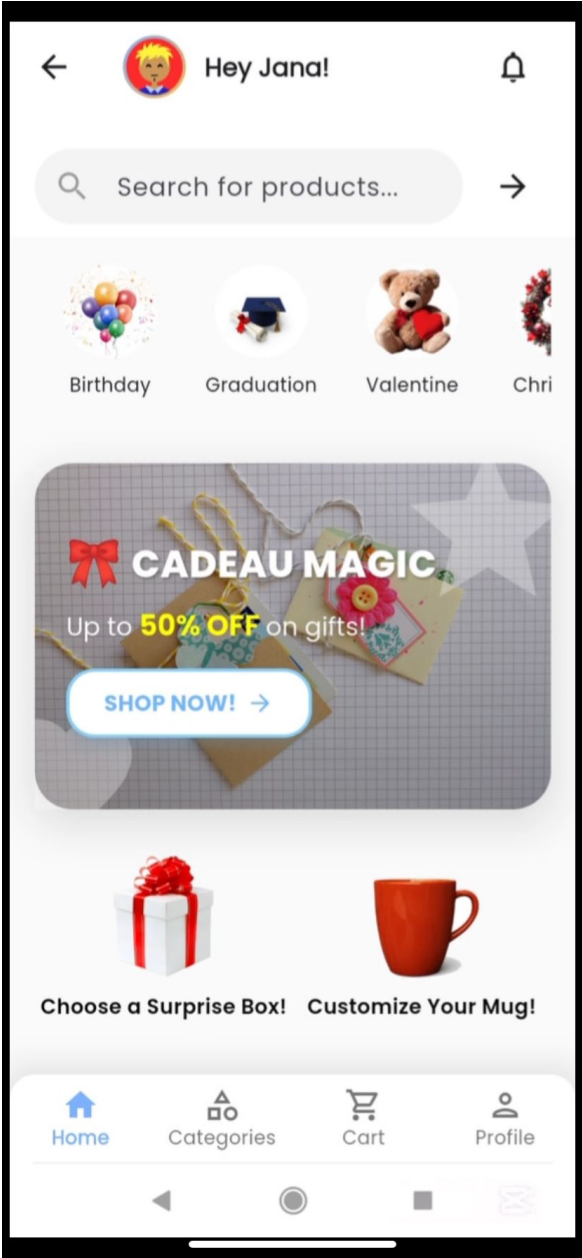 Hey Jana!
Search for products...
Birthday
Graduation
Valentine
Chri
CADEAU MAGIC
Up to 50% OFF on gifts!
SHOP NOW!
Choose a Surprise Box!
Customize Your Mug!
Home
Categories
Cart
Profile